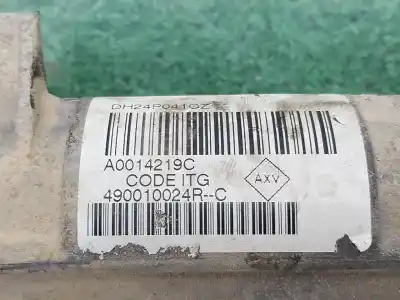 DH24P041OZ
A0014219C
CODE ITG
AXV
490010024R--C